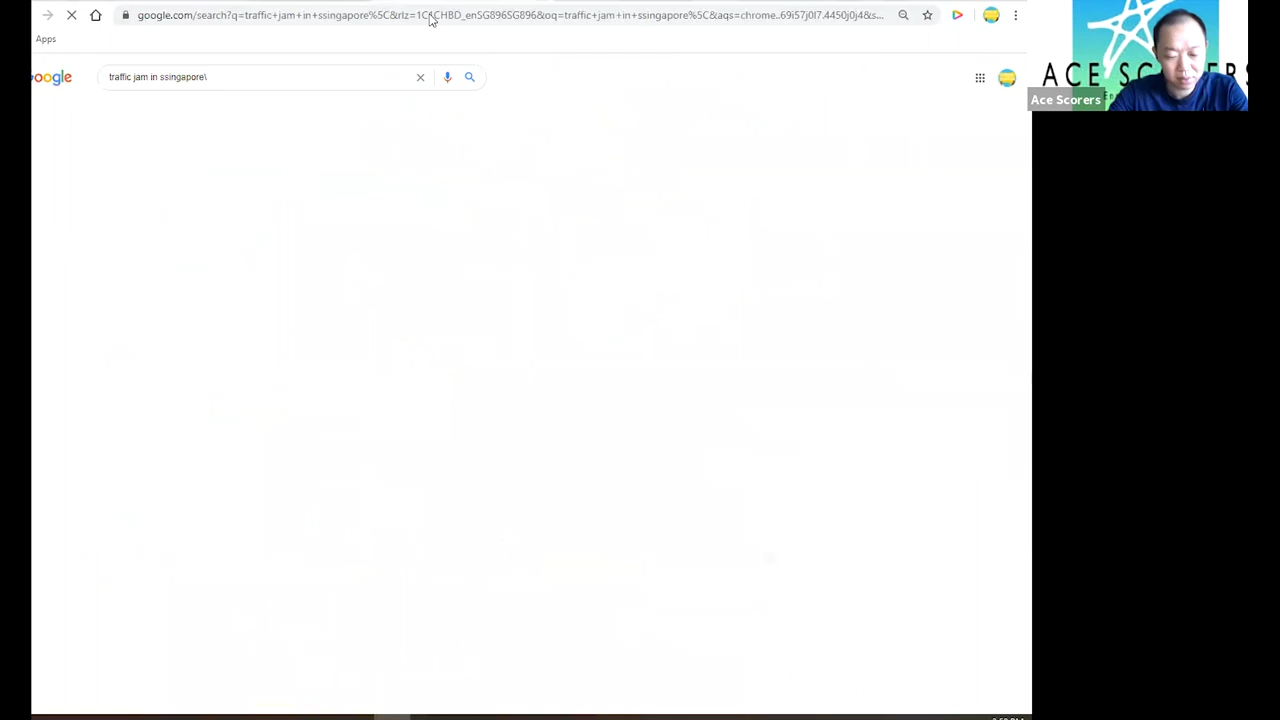 google.com/search?q=traffic+jam+in+ssingapore%5C&rlz=1C1CHBD_enSG896SG896&oq=traffic+jam+in+ssingapore%5C&aqs=chrome..69i57j0l7.4450j0j4&s...
Apps
oogle
traffic jam in ssingapore\
ACE SC
ERS
Ace Scorers